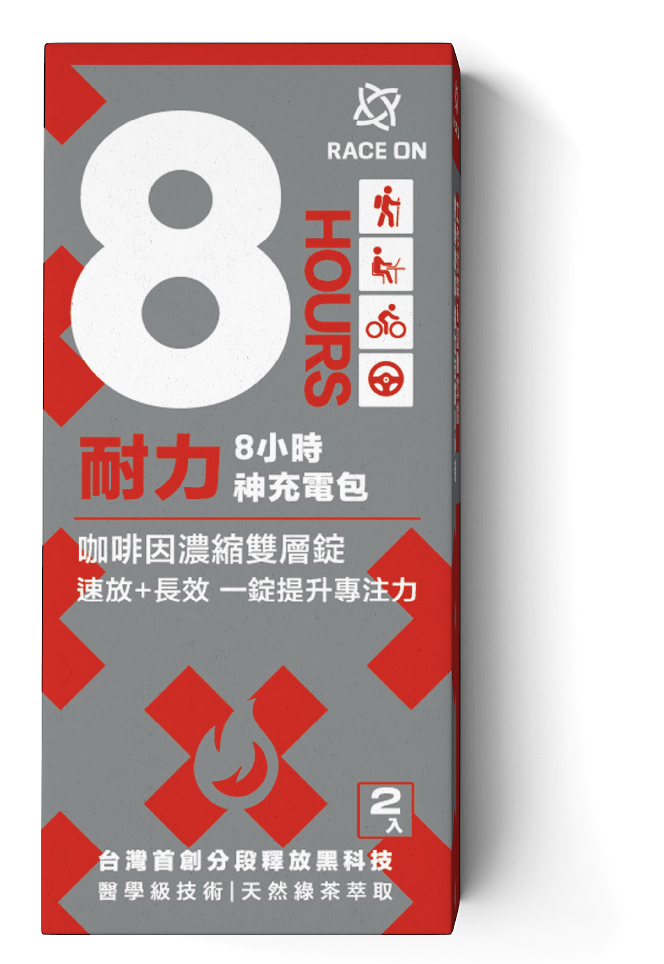 RACE ON
8
HOURS
耐力
8小時
神充電包
咖啡因濃縮雙層錠
速放+長效 一錠提升專注力
2
入
台灣首創分段釋放黑科技
醫學級技術|天然綠茶萃取